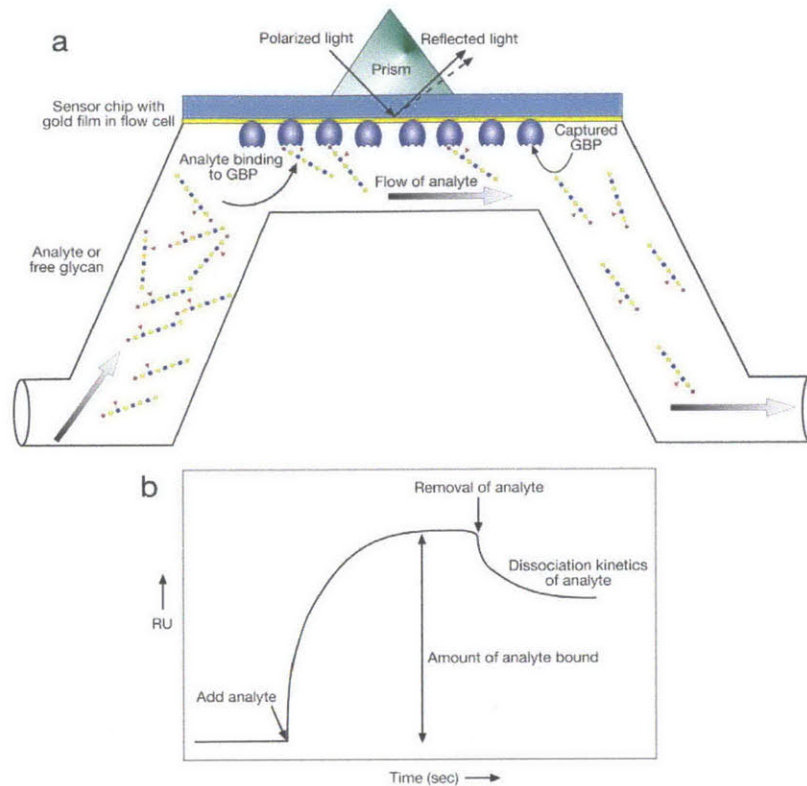 a
Polarized light
Reflected light
Prism
Sensor chip with
gold film in flow cell
Analyte binding
to GBP
Captured
GBP
Flow of analyte
Analyte or
free glycan
b
Removal of analyte
Dissociation kinetics
of analyte
RU
Amount of analyte bound
Add analyte
Time (sec)